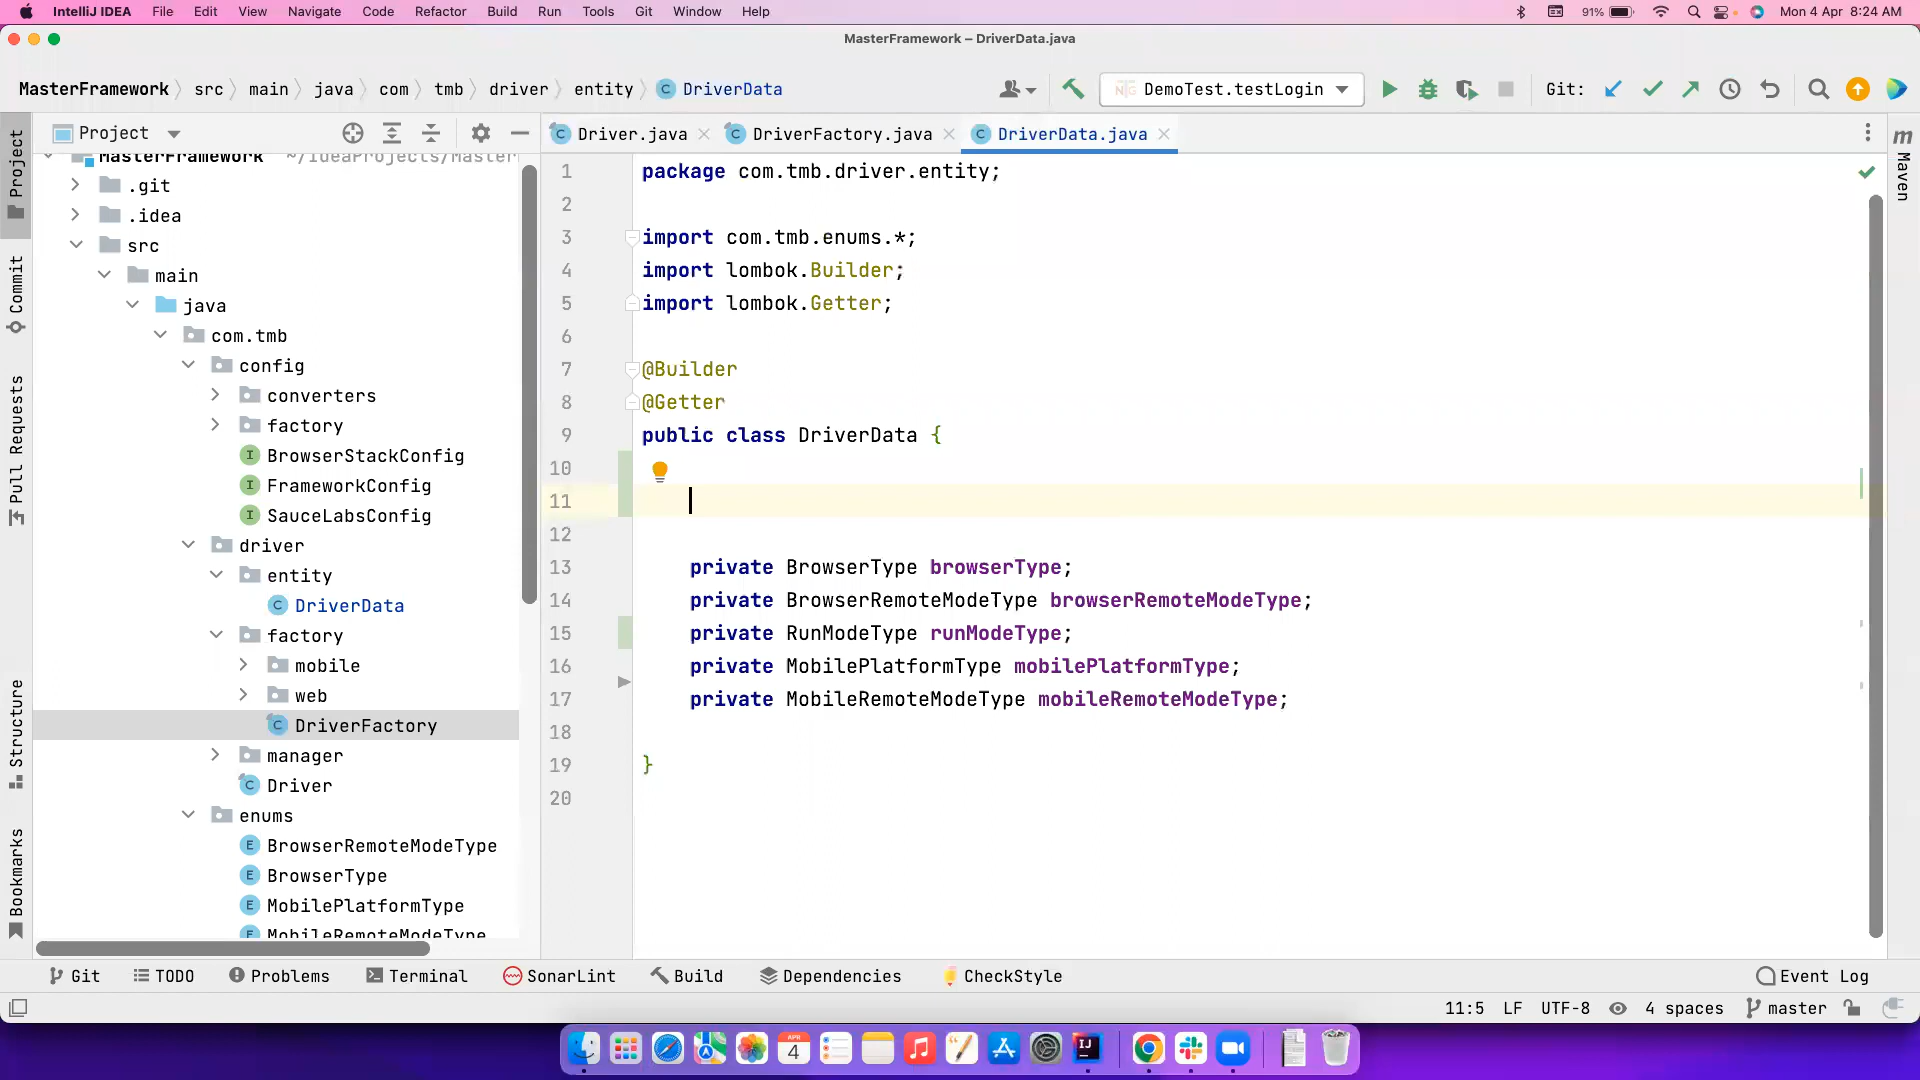 IntelliJ IDEA File Edit View Navigate Code Refactor Build Run Tools Git Window Help 91% Mon 4 Apr 8:24 AM
MasterFramework – DriverData.java
MasterFramework src main java com tmb driver entity DriverData DemoTest.testLogin Git:
Project Driver.java DriverFactory.java DriverData.java
MasterFramework ~/IdeaProjects/Master
.git
.idea
src
main
java
com.tmb
config
converters
factory
BrowserStackConfig
FrameworkConfig
SauceLabsConfig
driver
entity
DriverData
factory
mobile
web
DriverFactory
manager
Driver
enums
BrowserRemoteModeType
BrowserType
MobilePlatformType
MobileRemoteModeType
1 package com.tmb.driver.entity;
2
3 import com.tmb.enums.*;
4 import lombok.Builder;
5 import lombok.Getter;
6
7 @Builder
8 @Getter
9 public class DriverData {
10
11
12
13 private BrowserType browserType;
14 private BrowserRemoteModeType browserRemoteModeType;
15 private RunModeType runModeType;
16 private MobilePlatformType mobilePlatformType;
17 private MobileRemoteModeType mobileRemoteModeType;
18
19 }
20
Project
Commit
Pull Requests
Structure
Bookmarks
m
Maven
Git TODO Problems Terminal SonarLint Build Dependencies CheckStyle Event Log
11:5 LF UTF-8 4 spaces master
APR
4
IJ